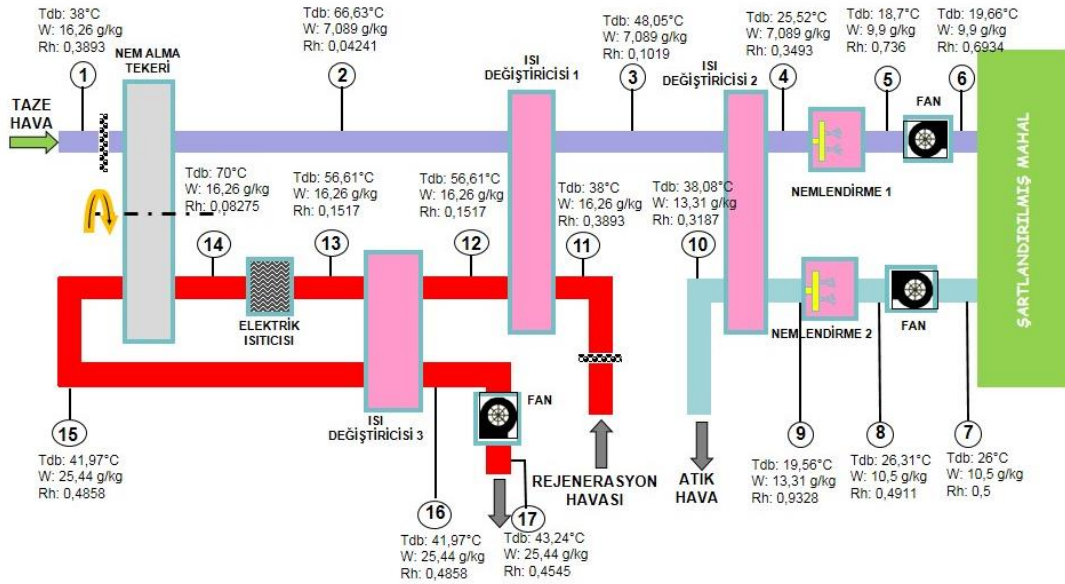 Tdb: 38°C
W: 16,26 g/kg
Rh: 0,3893
1
NEM ALMA
TEKERİ
Tdb: 66,63°C
W: 7,089 g/kg
Rh: 0,04241
2
ISI
DEĞİŞTİRİCİSİ 1
Tdb: 48,05°C
W: 7,089 g/kg
Rh: 0,1019
3
ISI
DEĞİŞTİRİCİSİ 2
Tdb: 25,52°C
W: 7,089 g/kg
Rh: 0,3493
4
Tdb: 18,7°C
W: 9,9 g/kg
Rh: 0,736
5
Tdb: 19,66°C
W: 9,9 g/kg
Rh: 0,6934
6
FAN
TAZE
HAVA
NEMLENDİRME 1
ŞARTLANDIRILMIŞ MAHAL
Tdb: 70°C
W: 16,26 g/kg
Rh: 0,08275
14
Tdb: 56,61°C
W: 16,26 g/kg
Rh: 0,1517
13
Tdb: 56,61°C
W: 16,26 g/kg
Rh: 0,1517
12
Tdb: 38°C
W: 16,26 g/kg
Rh: 0,3893
11
Tdb: 38,08°C
W: 13,31 g/kg
Rh: 0,3187
10
ELEKTRİK
ISITICISI
NEMLENDİRME 2
FAN
ISI
DEĞİŞTİRİCİSİ 3
FAN
15
Tdb: 41,97°C
W: 25,44 g/kg
Rh: 0,4858
16
Tdb: 41,97°C
W: 25,44 g/kg
Rh: 0,4858
17
Tdb: 43,24°C
W: 25,44 g/kg
Rh: 0,4545
REJENERASYON
HAVASI
ATIK
HAVA
9
Tdb: 19,56°C
W: 13,31 g/kg
Rh: 0,9328
8
Tdb: 26,31°C
W: 10,5 g/kg
Rh: 0,4911
7
Tdb: 26°C
W: 10,5 g/kg
Rh: 0,5